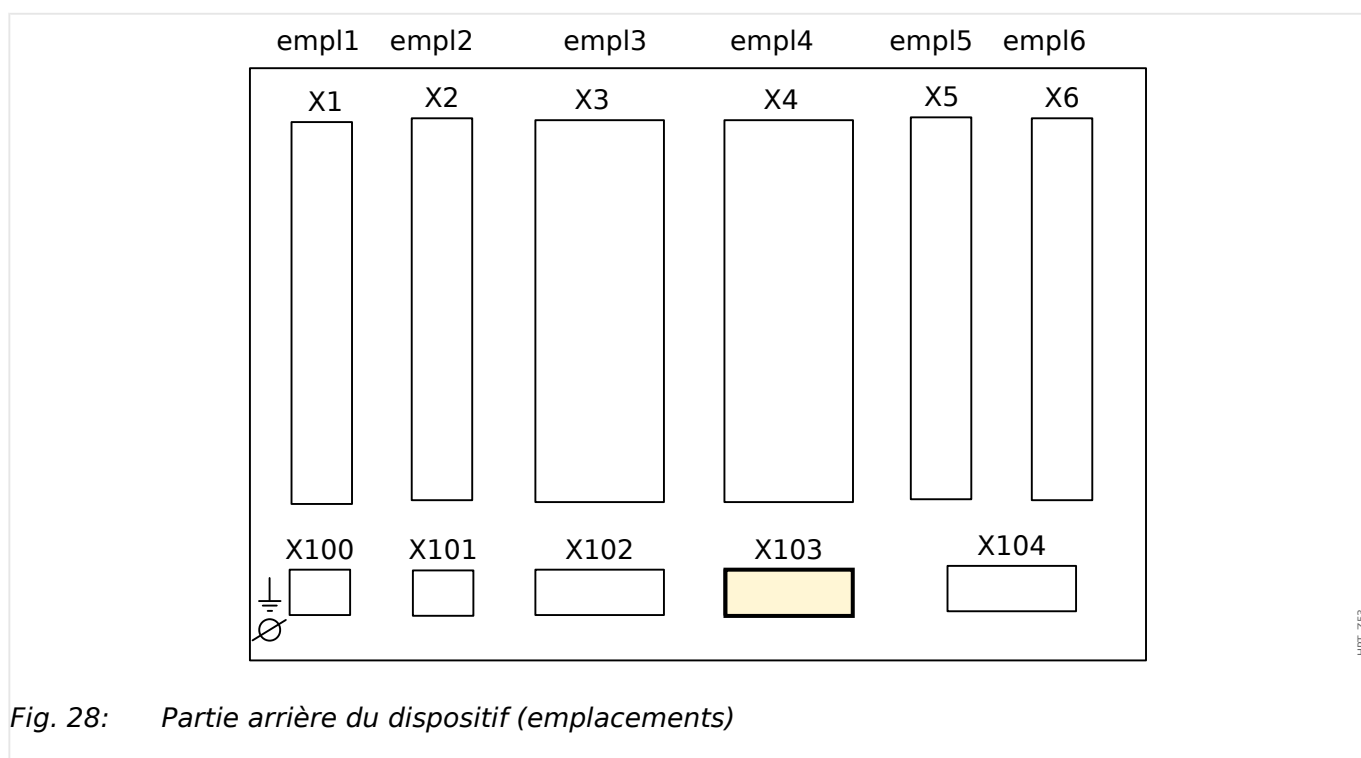 empl1 empl2 empl3 empl4 empl5 empl6
X1 X2 X3 X4 X5 X6
X100 X101 X102 X103 X104
Fig. 28: Partie arrière du dispositif (emplacements)